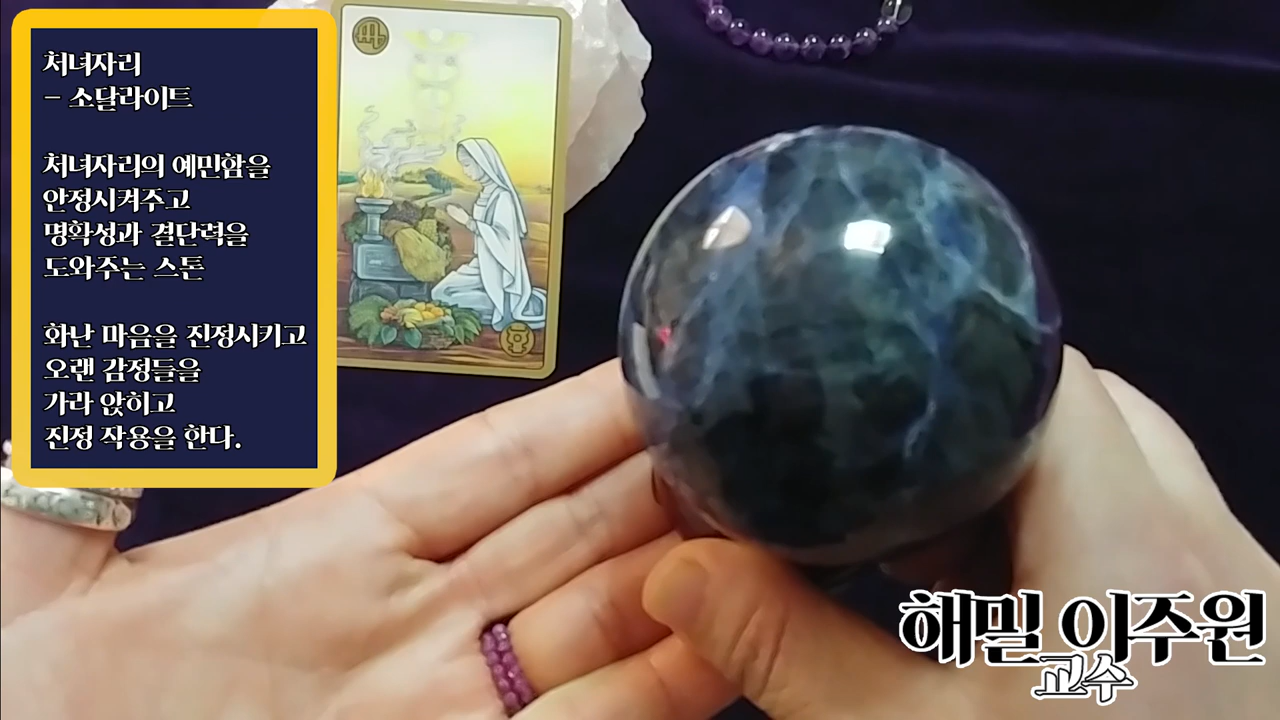 처녀자리
- 소달라이트
처녀자리의 예민함을
안정시켜주고
명확성과 결단력을
도와주는 스톤
화난 마음을 진정시키고
오랜 감정들을
가라 앉히고
진정 작용을 한다.
해밀 이주원
교수